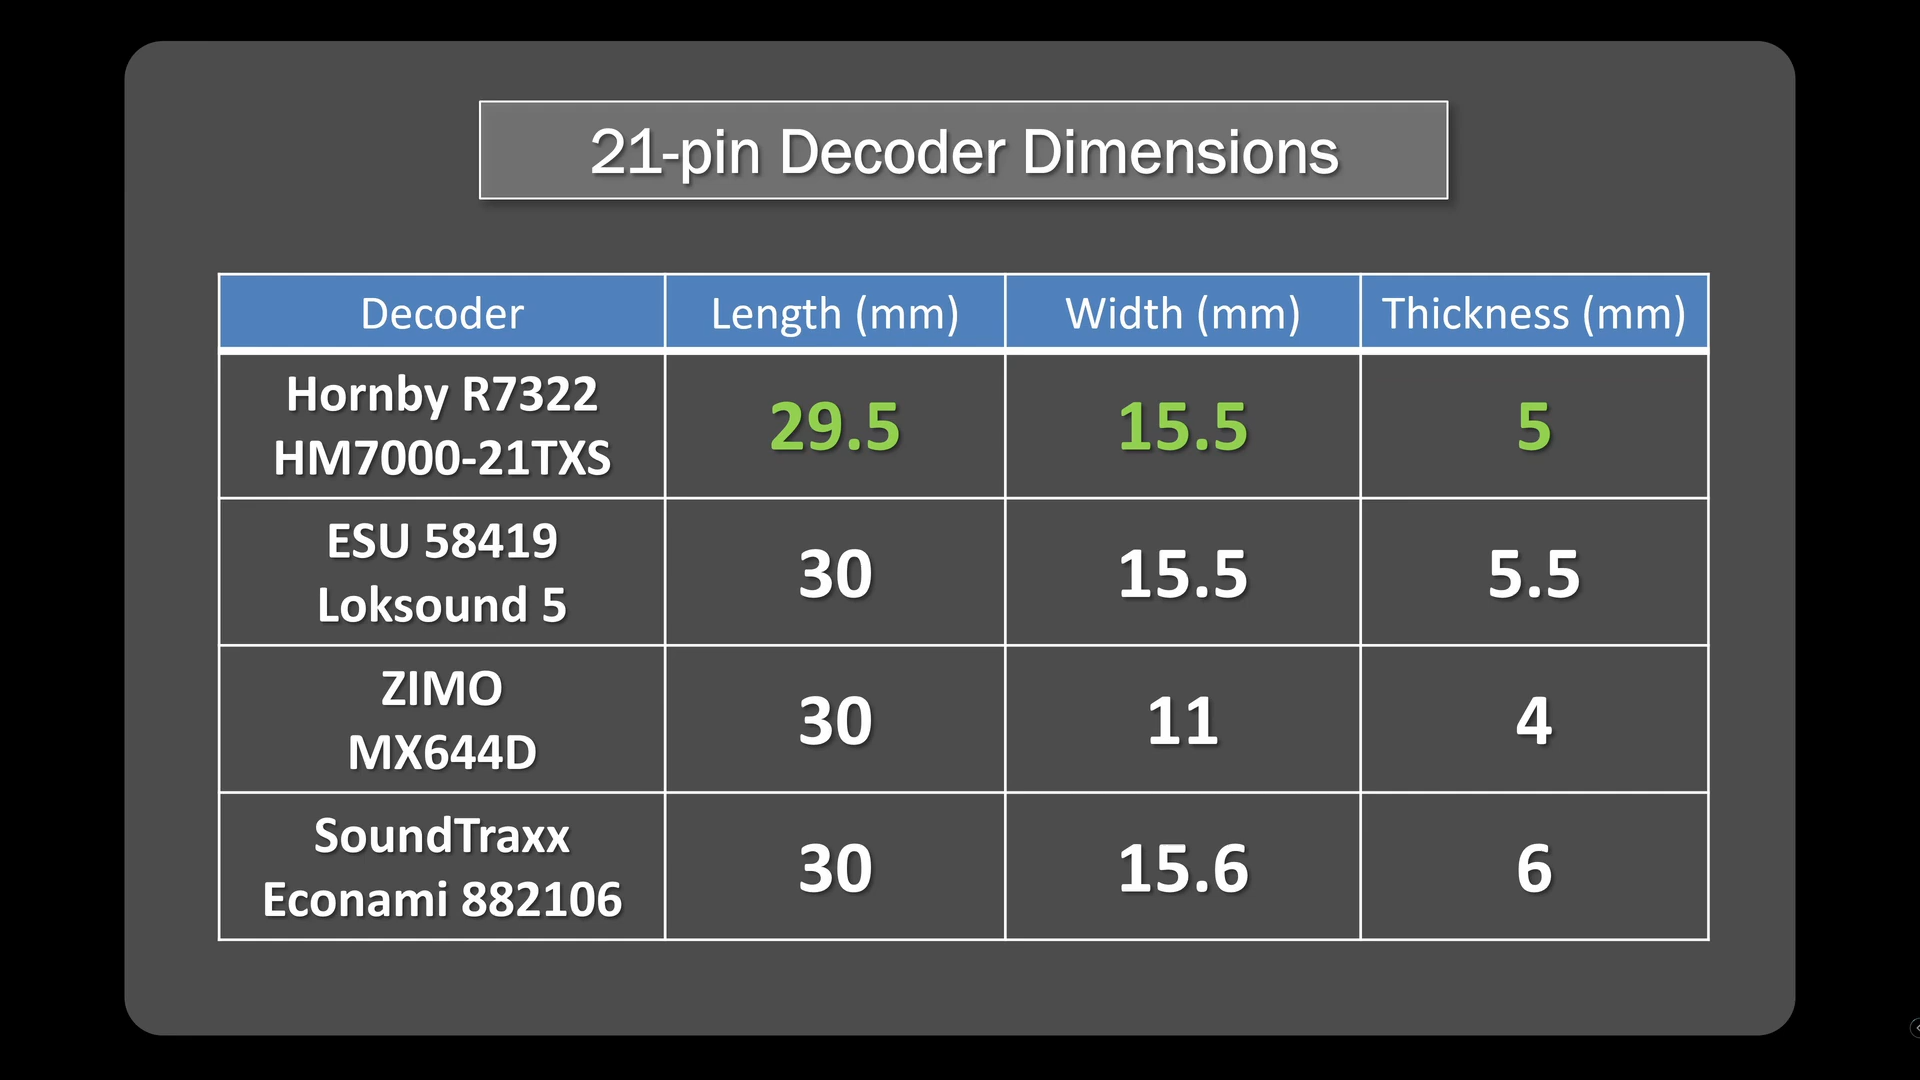 21-pin Decoder Dimensions
Decoder Length (mm) Width (mm) Thickness (mm)
Hornby R7322
HM7000-21TXS
29.5 15.5 5
ESU 58419
Loksound 5
30 15.5 5.5
ZIMO
MX644D
30 11 4
SoundTraxx
Econami 882106
30 15.6 6